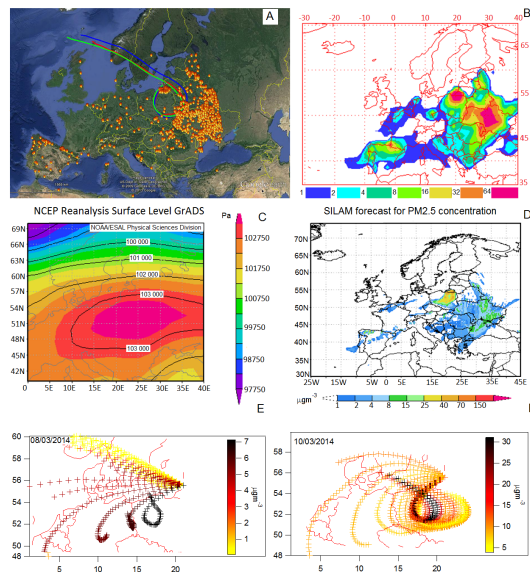 A
B
-30 -20 -10 0 10 20 30 40
65
55
45
35
1 2 4 8 16 32 64
NCEP Reanalysis Surface Level GrADS
Pa
C
NOAA/ESAL Physical Sciences Division
69N
66N
63N
60N
57N
54N
51N
48N
45N
42N
100 000
101 000
102 000
103 000
103 000
0 5E 10E 15E 20E 25E 30E 35E 40E
102750
101750
100750
99750
98750
97750
SILAM forecast for PM2.5 concentration
D
70N
65N
60N
55N
50N
45N
40N
35N
30N
25W 15W 5W 0 5E 15E 25E 35E 45E
µgm⁻³
1 2 4 8 15 25 40 70 150
E
08/03/2014
60
58
56
54
52
50
48
5 10 15 20
7
6
5
4
3
2
1
µgm⁻³
10/03/2014
60
58
56
54
52
50
48
5 10 15 20
30
25
20
15
10
5
µgm⁻³